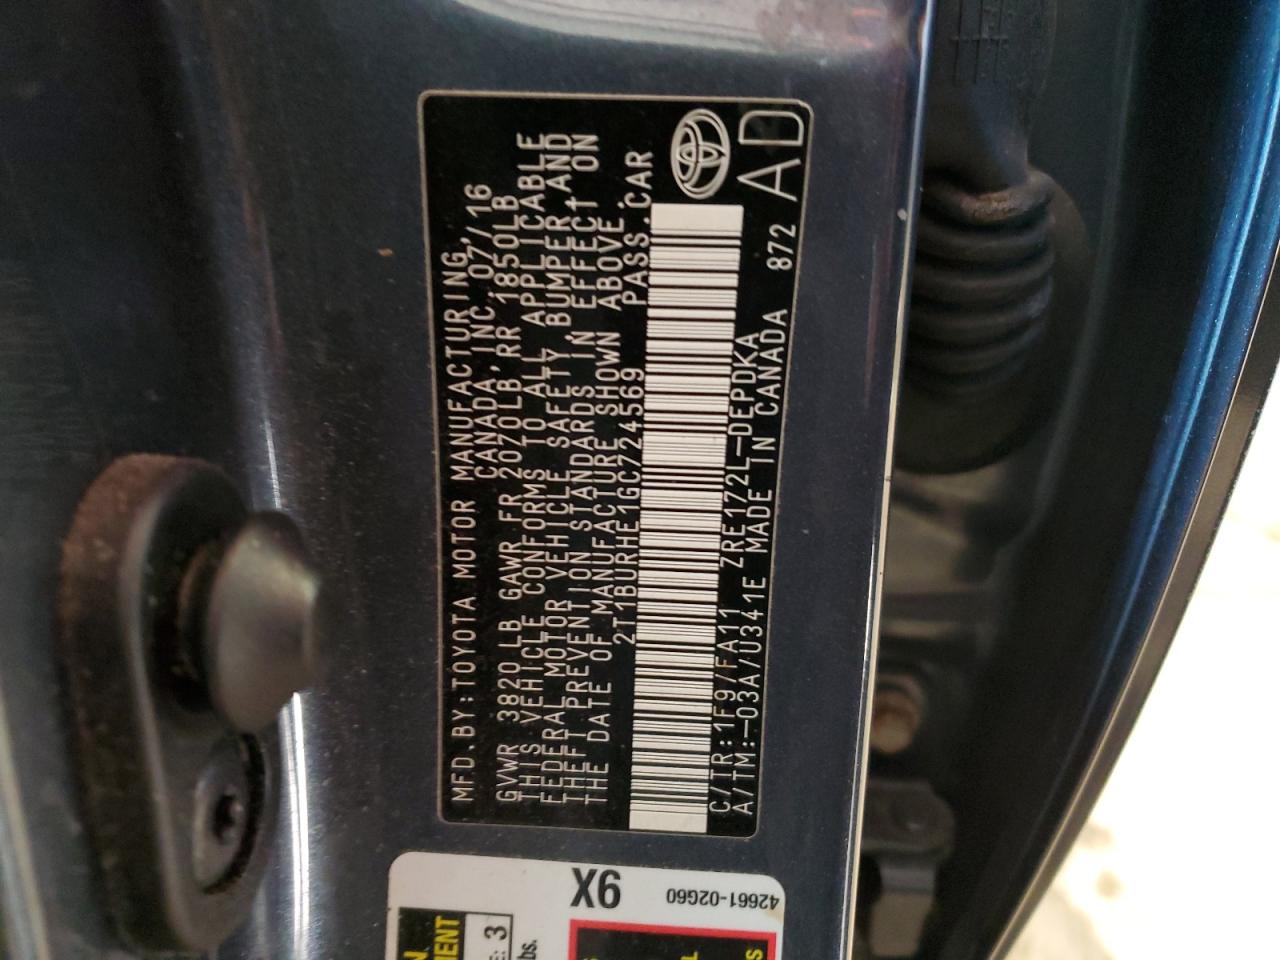 MFD.BY:TOYOTA MOTOR MANUFACTURING,
CANADA,INC. 07/16
GVWR 3820 LB GAWR FR 2070LB,RR 1850LB
THIS VEHICLE CONFORMS TO ALL APPLICABLE
FEDERAL MOTOR VEHICLE SAFETY, BUMPER, AND
THEFT PREVENTION STANDARDS IN EFFECT ON
THE DATE OF MANUFACTURE SHOWN ABOVE.
2T1BURHE1GC724569 PASS.CAR
C/TR:1F9/FA11 ZRE172L-DEPDKA
A/TM:-03A/U341E MADE IN CANADA 872
AD
9X
42661-02G60
MENT
: 3
lbs.